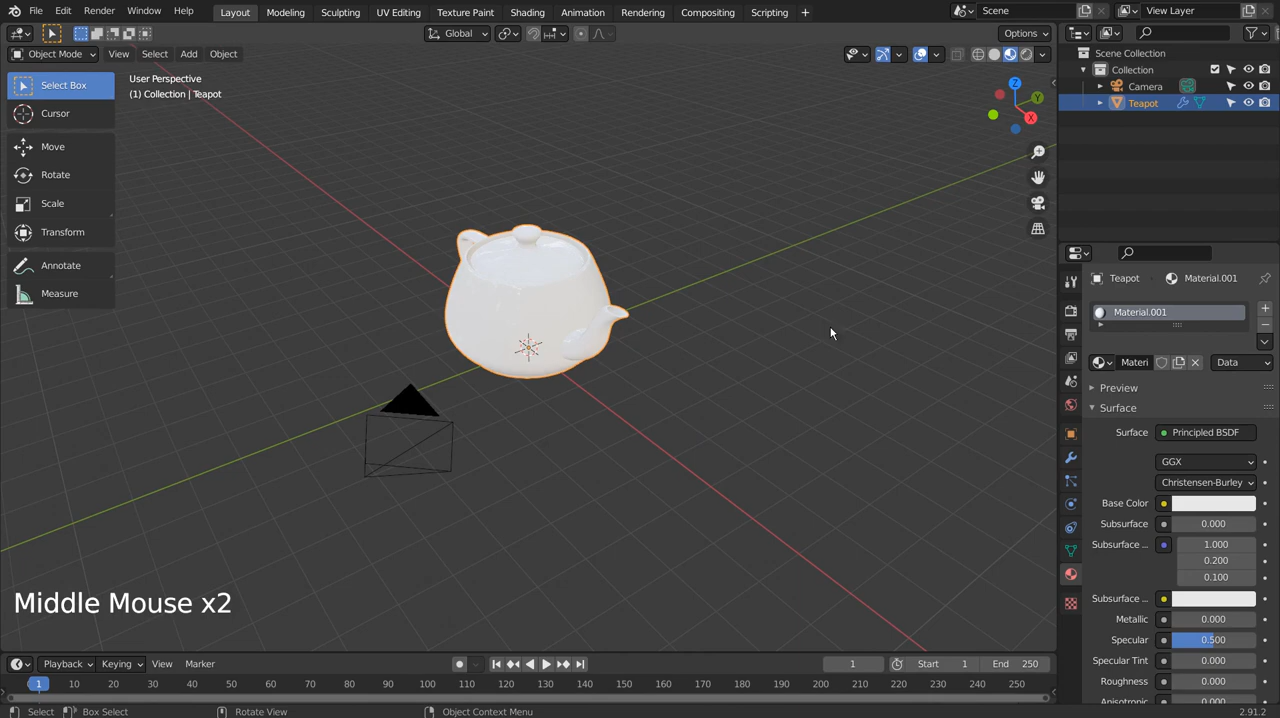 File Edit Render Window Help Layout Modeling Sculpting UV Editing Texture Paint Shading Animation Rendering Compositing Scripting + Scene View Layer
Global Options
Object Mode View Select Add Object
Scene Collection
Collection
Camera
Teapot
Select Box
Cursor
Move
Rotate
Scale
Transform
Annotate
Measure
User Perspective
(1) Collection | Teapot
Z
Y
X
Teapot Material.001
Material.001
Materi Data
Preview
Surface
Surface Principled BSDF
GGX
Christensen-Burley
Base Color
Subsurface 0.000
Subsurface .. 1.000
0.200
0.100
Subsurface ..
Metallic 0.000
Specular 0.500
Specular Tint 0.000
Roughness 0.000
Anisotropic 0.000
Middle Mouse x2
Playback Keying View Marker 1 Start 1 End 250
1 10 20 30 40 50 60 70 80 90 100 110 120 130 140 150 160 170 180 190 200 210 220 230 240 250
Select Box Select Rotate View Object Context Menu 2.91.2